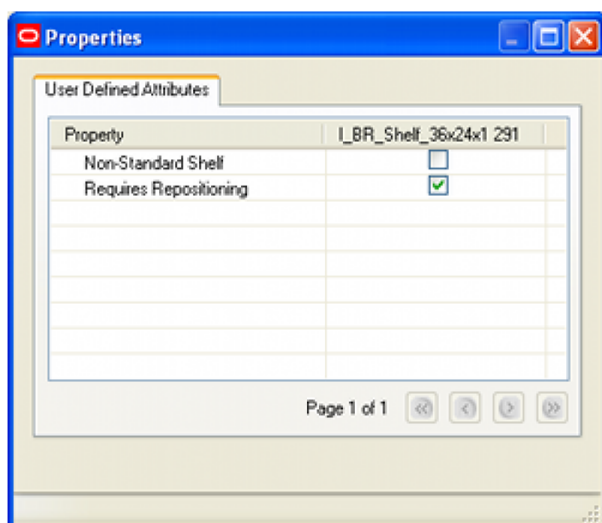 Properties
User Defined Attributes
Property I_BR_Shelf_36x24x1 291
Non-Standard Shelf
Requires Repositioning
Page 1 of 1